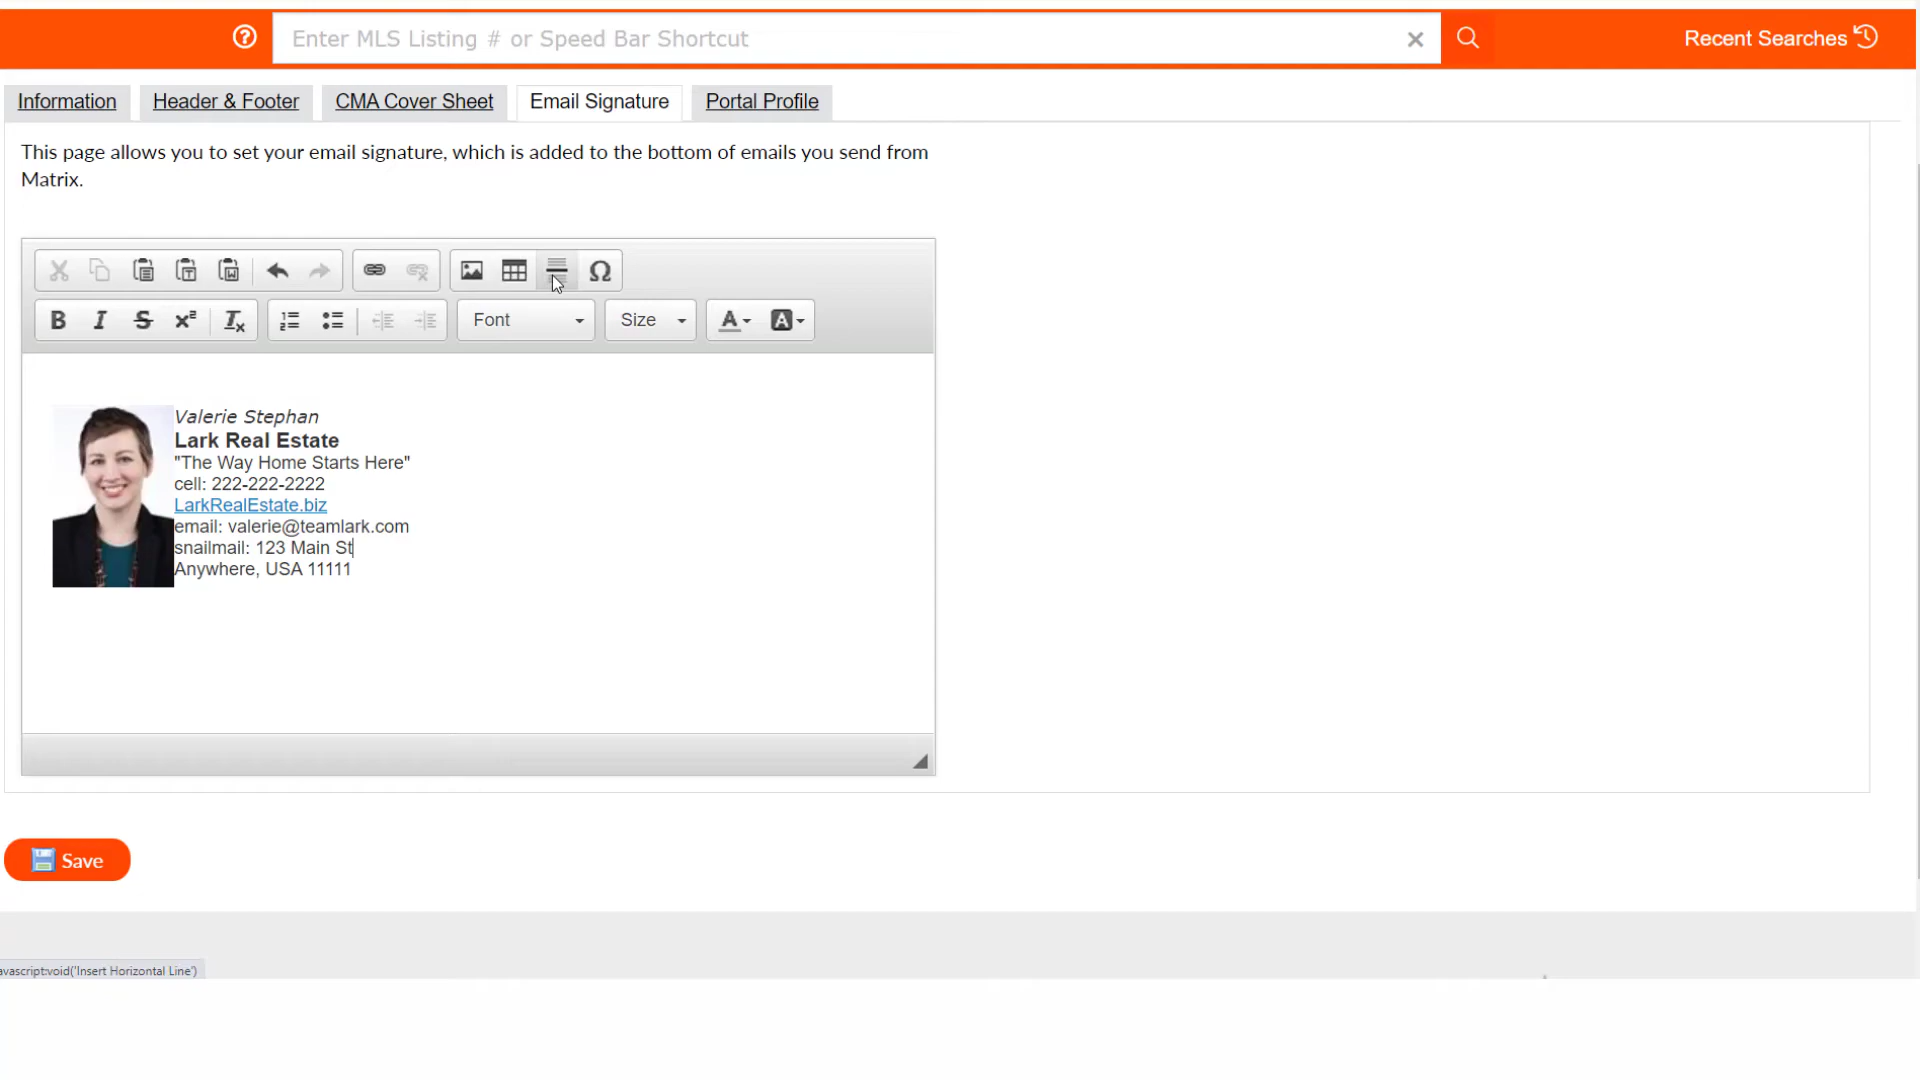 Enter MLS Listing # or Speed Bar Shortcut
Recent Searches
Information
Header & Footer
CMA Cover Sheet
Email Signature
Portal Profile
This page allows you to set your email signature, which is added to the bottom of emails you send from
Matrix.
Font
Size
Valerie Stephan
Lark Real Estate
"The Way Home Starts Here"
cell: 222-222-2222
LarkRealEstate.biz
email: valerie@teamlark.com
snailmail: 123 Main St
Anywhere, USA 11111
Save
avascript:void('Insert Horizontal Line')